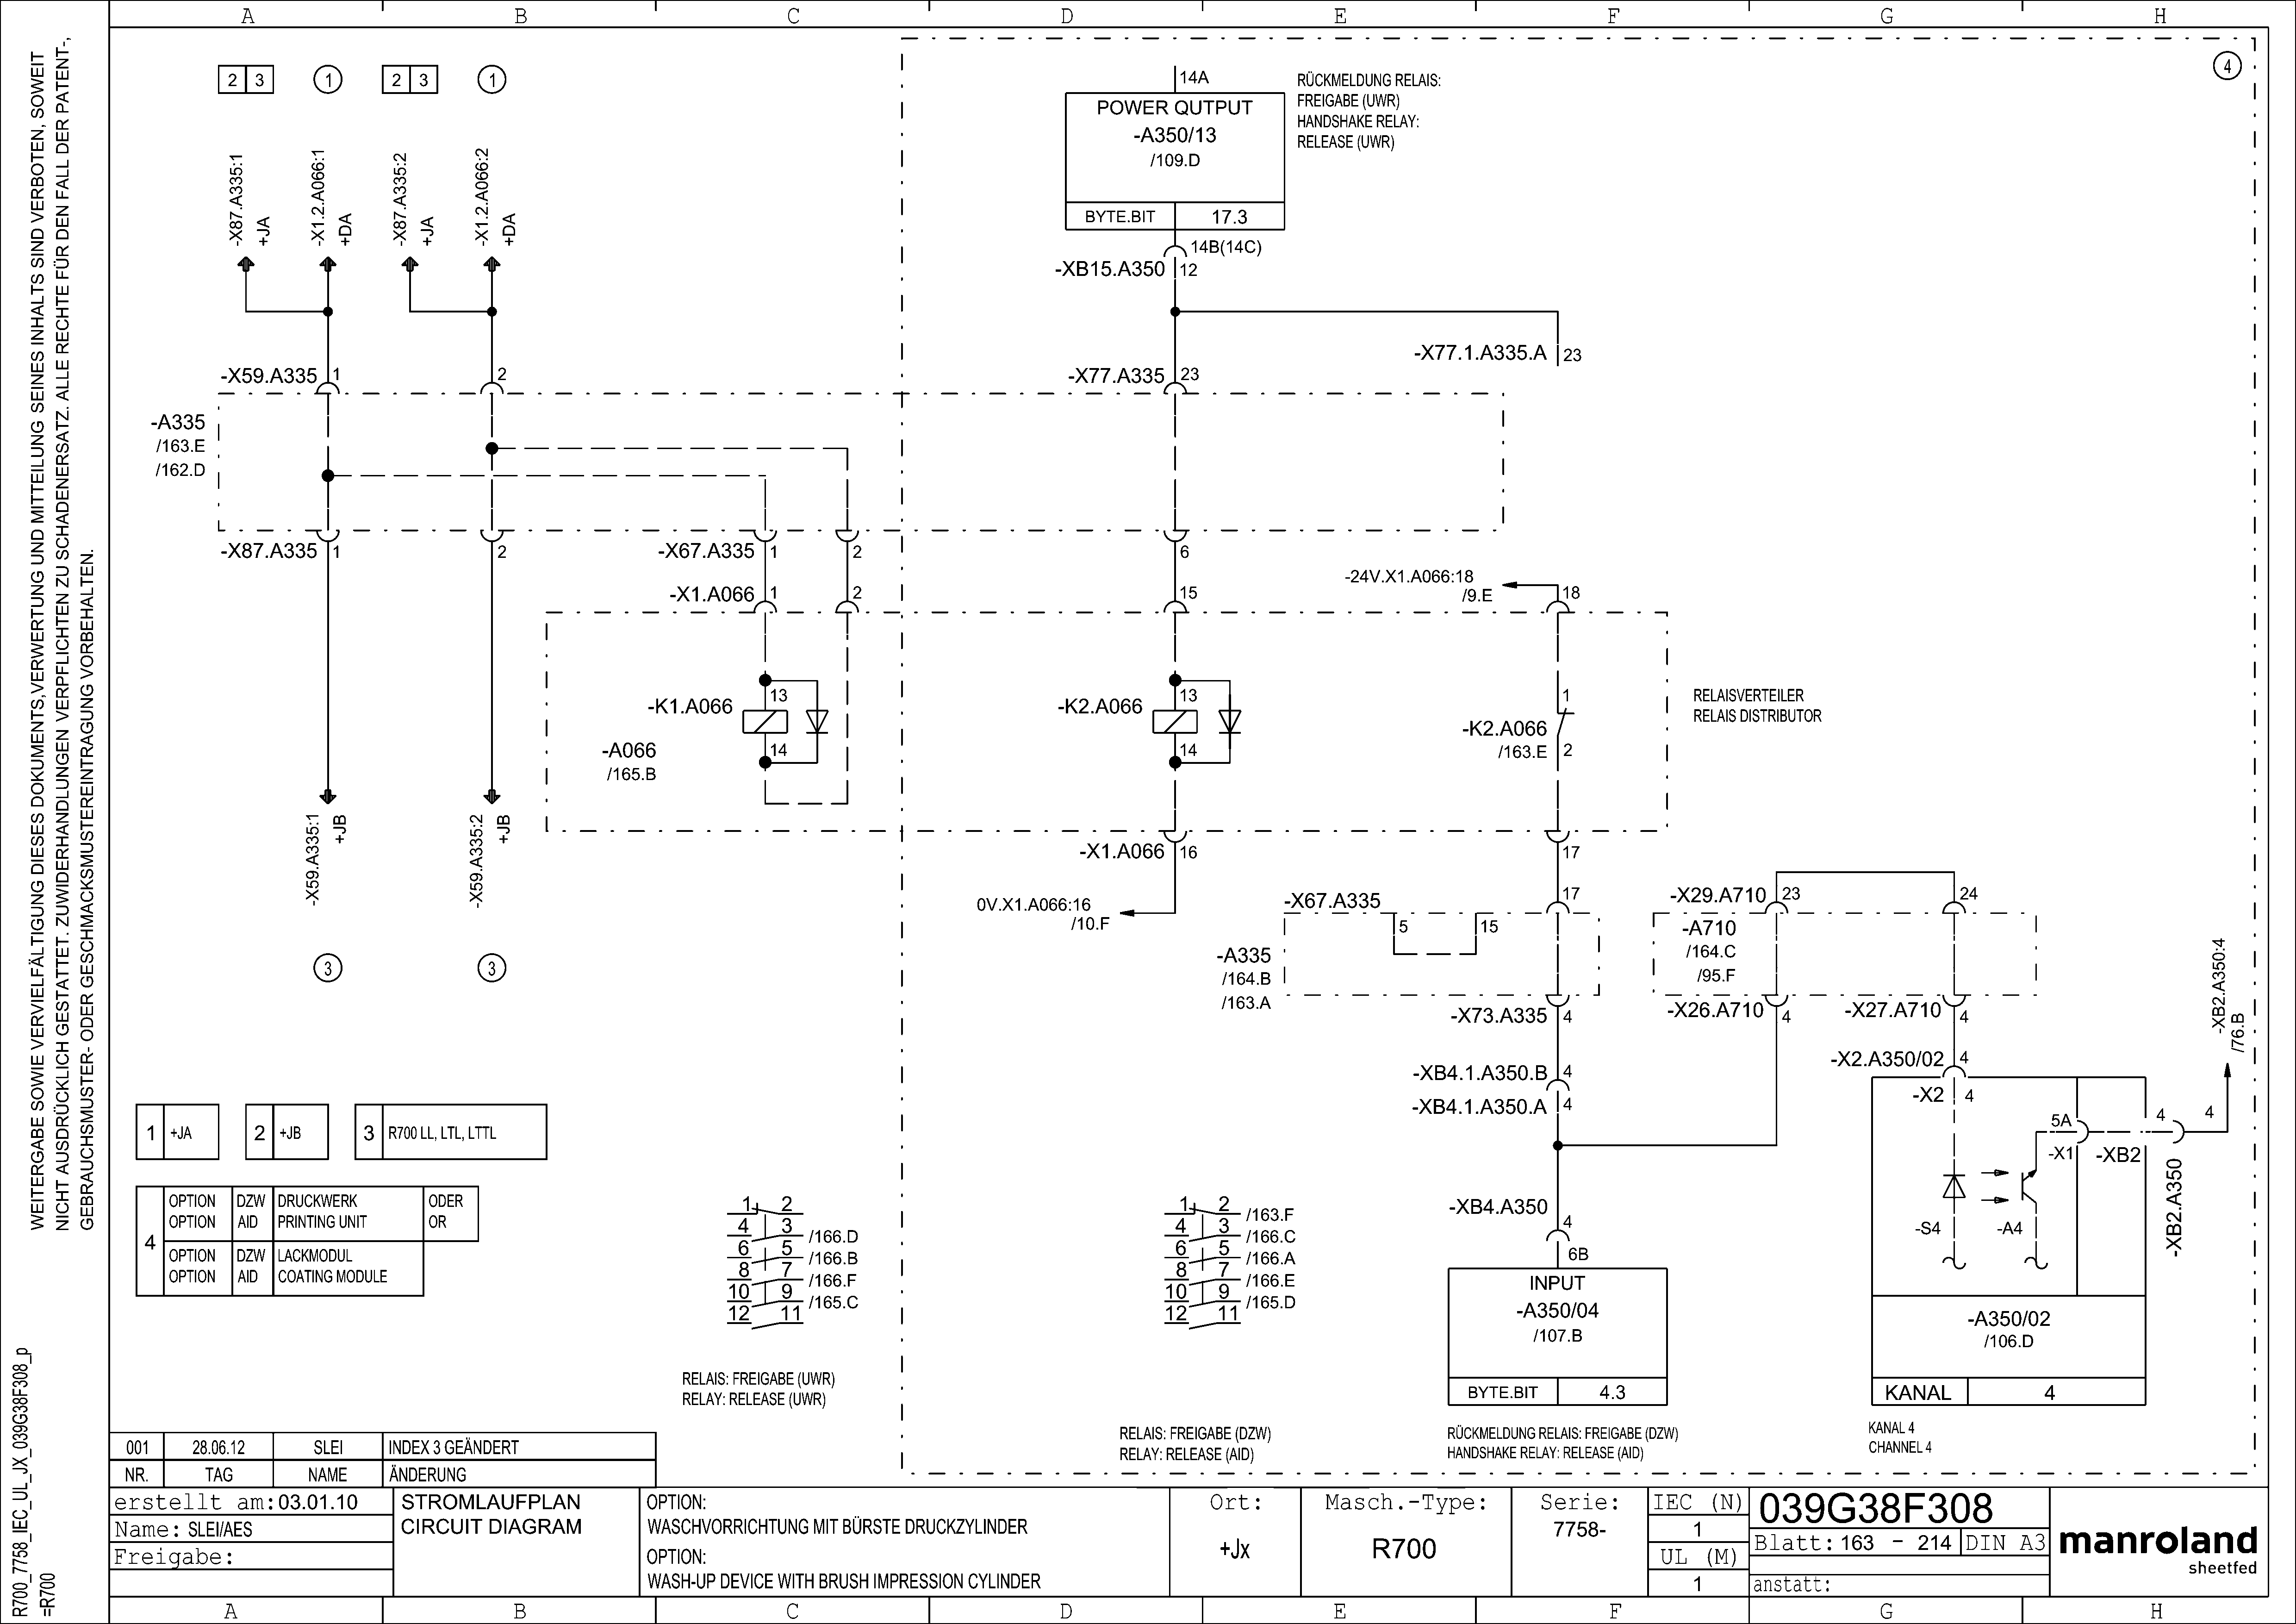 A B C D E F G H
WEITERGABE SOWIE VERVIELFÄLTIGUNG DIESES DOKUMENTS,VERWERTUNG UND MITTEILUNG SEINES INHALTS SIND VERBOTEN, SOWEIT
NICHT AUSDRÜCKLICH GESTATTET. ZUWIDERHANDLUNGEN VERPFLICHTEN ZU SCHADENERSATZ. ALLE RECHTE FÜR DEN FALL DER PATENT-,
GEBRAUCHSMUSTER- ODER GESCHMACKSMUSTEREINTRAGUNG VORBEHALTEN.
R700_7758_IEC_UL_JX_039G38F308_p
=R700
2 3 1 2 3 1
4
-X87.A335:1
+JA
-X1.2.A066:1
+DA
-X87.A335:2
+JA
-X1.2.A066:2
+DA
14A
POWER QUTPUT
-A350/13
/109.D
BYTE.BIT 17.3
RÜCKMELDUNG RELAIS:
FREIGABE (UWR)
HANDSHAKE RELAY:
RELEASE (UWR)
14B(14C)
-XB15.A350 12
-X77.1.A335.A 23
-X59.A335 1 2
-X77.A335 23
-A335
/163.E
/162.D
-X87.A335 1 2
-X67.A335 1 2
6
-X1.A066 1 2
15
-24V.X1.A066:18
/9.E
18
-K1.A066
13
14
-A066
/165.B
-K2.A066
13
14
-K2.A066
/163.E
1
2
RELAISVERTEILER
RELAIS DISTRIBUTOR
-X59.A335:1
+JB
-X59.A335:2
+JB
3 3
-X1.A066 16
17
0V.X1.A066:16
/10.F
-X67.A335
17
5 15
-A335
/164.B
/163.A
-X29.A710 23 24
-A710
/164.C
/95.F
-X73.A335 4
-X26.A710 4
-X27.A710 4
-XB2.A350:4
/76.B
-XB4.1.A350.B 4
-XB4.1.A350.A 4
-X2.A350/02 4
-X2 4
5A
-X1
-XB2
4 4
-XB2.A350
-S4
-A4
-XB4.A350
4
6B
INPUT
-A350/04
/107.B
BYTE.BIT 4.3
-A350/02
/106.D
KANAL 4
KANAL 4
CHANNEL 4
1 +JA
2 +JB
3 R700 LL, LTL, LTTL
4
OPTION DZW DRUCKWERK ODER
OPTION AID PRINTING UNIT OR
OPTION DZW LACKMODUL
OPTION AID COATING MODULE
1 2
4 3 /166.D
6 5 /166.B
8 7 /166.F
10 9 /165.C
12 11
RELAIS: FREIGABE (UWR)
RELAY: RELEASE (UWR)
1 2 /163.F
4 3 /166.C
6 5 /166.A
8 7 /166.E
10 9 /165.D
12 11
RELAIS: FREIGABE (DZW)
RELAY: RELEASE (AID)
RÜCKMELDUNG RELAIS: FREIGABE (DZW)
HANDSHAKE RELAY: RELEASE (AID)
001 28.06.12 SLEI INDEX 3 GEÄNDERT
NR. TAG NAME ÄNDERUNG
erstellt am: 03.01.10
Name: SLEI/AES
Freigabe:
STROMLAUFPLAN
CIRCUIT DIAGRAM
OPTION:
WASCHVORRICHTUNG MIT BÜRSTE DRUCKZYLINDER
OPTION:
WASH-UP DEVICE WITH BRUSH IMPRESSION CYLINDER
Ort:
+Jx
Masch.-Type:
R700
Serie:
7758-
IEC (N)
1
UL (M)
1
039G38F308
Blatt: 163 - 214 DIN A3
anstatt:
manroland
sheetfed
A B C D E F G H